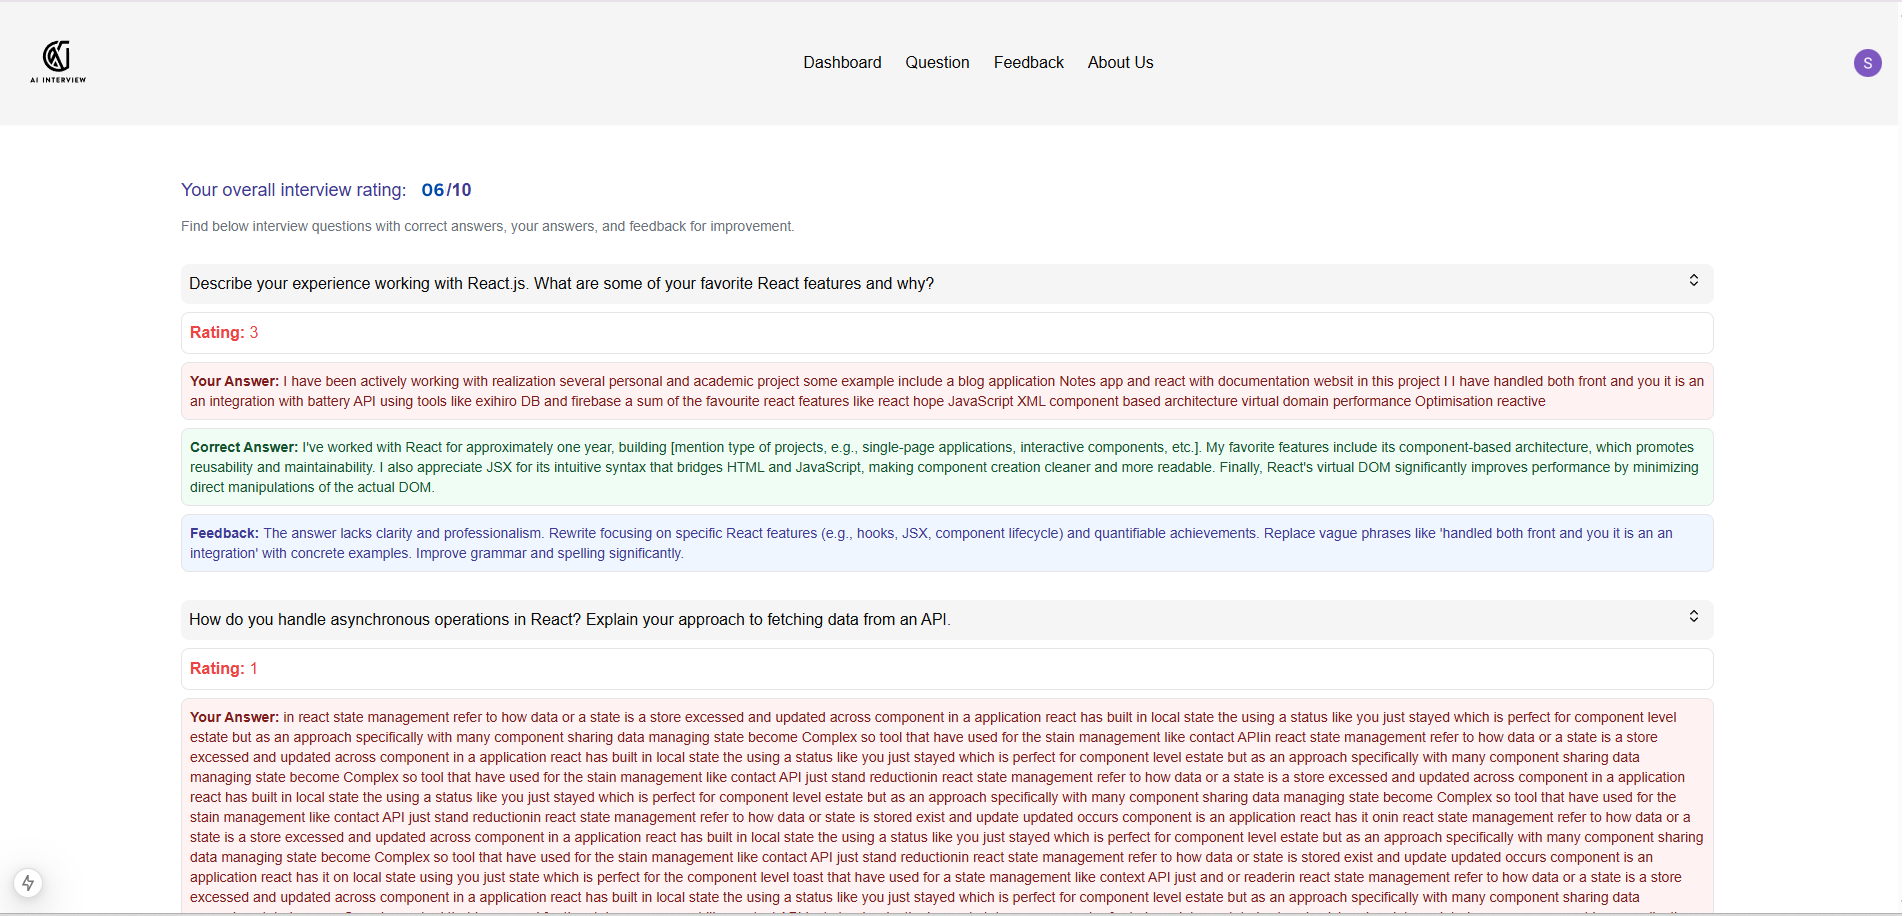 AI INTERVIEW
Dashboard Question Feedback About Us
S
Your overall interview rating: 06/10
Find below interview questions with correct answers, your answers, and feedback for improvement.
Describe your experience working with React.js. What are some of your favorite React features and why?
Rating: 3
Your Answer: I have been actively working with realization several personal and academic project some example include a blog application Notes app and react with documentation websit in this project I I have handled both front and you it is an
an integration with battery API using tools like exihiro DB and firebase a sum of the favourite react features like react hope JavaScript XML component based architecture virtual domain performance Optimisation reactive
Correct Answer: I've worked with React for approximately one year, building [mention type of projects, e.g., single-page applications, interactive components, etc.]. My favorite features include its component-based architecture, which promotes
reusability and maintainability. I also appreciate JSX for its intuitive syntax that bridges HTML and JavaScript, making component creation cleaner and more readable. Finally, React's virtual DOM significantly improves performance by minimizing
direct manipulations of the actual DOM.
Feedback: The answer lacks clarity and professionalism. Rewrite focusing on specific React features (e.g., hooks, JSX, component lifecycle) and quantifiable achievements. Replace vague phrases like 'handled both front and you it is an an
integration' with concrete examples. Improve grammar and spelling significantly.
How do you handle asynchronous operations in React? Explain your approach to fetching data from an API.
Rating: 1
Your Answer: in react state management refer to how data or a state is a store excessed and updated across component in a application react has built in local state the using a status like you just stayed which is perfect for component level
estate but as an approach specifically with many component sharing data managing state become Complex so tool that have used for the stain management like contact APIin react state management refer to how data or a state is a store
excessed and updated across component in a application react has built in local state the using a status like you just stayed which is perfect for component level estate but as an approach specifically with many component sharing data
managing state become Complex so tool that have used for the stain management like contact API just stand reductionin react state management refer to how data or a state is a store excessed and updated across component in a application
react has built in local state the using a status like you just stayed which is perfect for component level estate but as an approach specifically with many component sharing data managing state become Complex so tool that have used for the
stain management like contact API just stand reductionin react state management refer to how data or state is stored exist and update updated occurs component is an application react has it onin react state management refer to how data or a
state is a store excessed and updated across component in a application react has built in local state the using a status like you just stayed which is perfect for component level estate but as an approach specifically with many component sharing
data managing state become Complex so tool that have used for the stain management like contact API just stand reductionin react state management refer to how data or state is stored exist and update updated occurs component is an
application react has it on local state using you just state which is perfect for the component level toast that have used for a state management like context API just and or readerin react state management refer to how data or a state is a store
excessed and updated across component in a application react has built in local state the using a status like you just stayed which is perfect for component level estate but as an approach specifically with many component sharing data